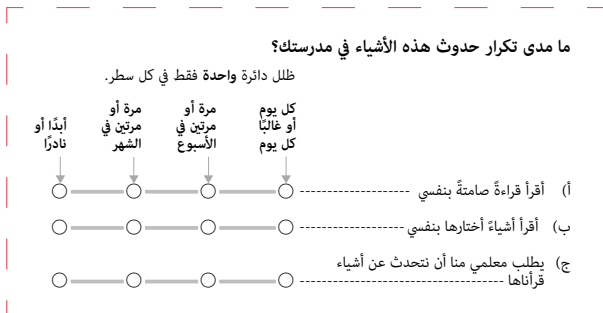 ما مدى تكرار حدوث هذه الأشياء في مدرستك؟
ظلل دائرة واحدة فقط في كل سطر.
كل يوم أو غالبًا كل يوم
مرة أو مرتين في الأسبوع
مرة أو مرتين في الشهر
أبدًا أو نادرًا
أ) أقرأ قراءةً صامتةً بنفسي
ب) أقرأ أشياءً أختارها بنفسي
ج) يطلب معلمي منا أن نتحدث عن أشياء
قرأناها